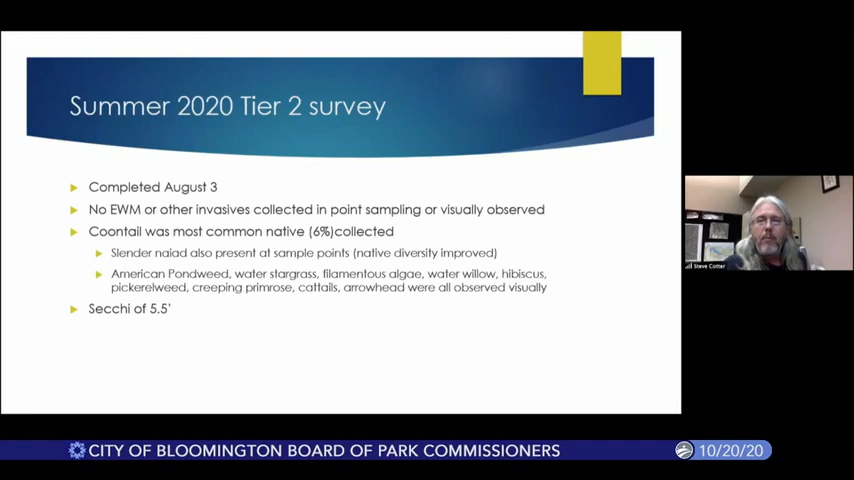 Summer 2020 Tier 2 survey
Completed August 3
No EWM or other invasives collected in point sampling or visually observed
Coontail was most common native (6%)collected
Slender naiad also present at sample points (native diversity improved)
American Pondweed, water stargrass, filamentous algae, water willow, hibiscus,
pickerelweed, creeping primrose, cattails, arrowhead were all observed visually
Secchi of 5.5'
Steve Cotter
CITY OF BLOOMINGTON BOARD OF PARK COMMISSIONERS
10/20/20